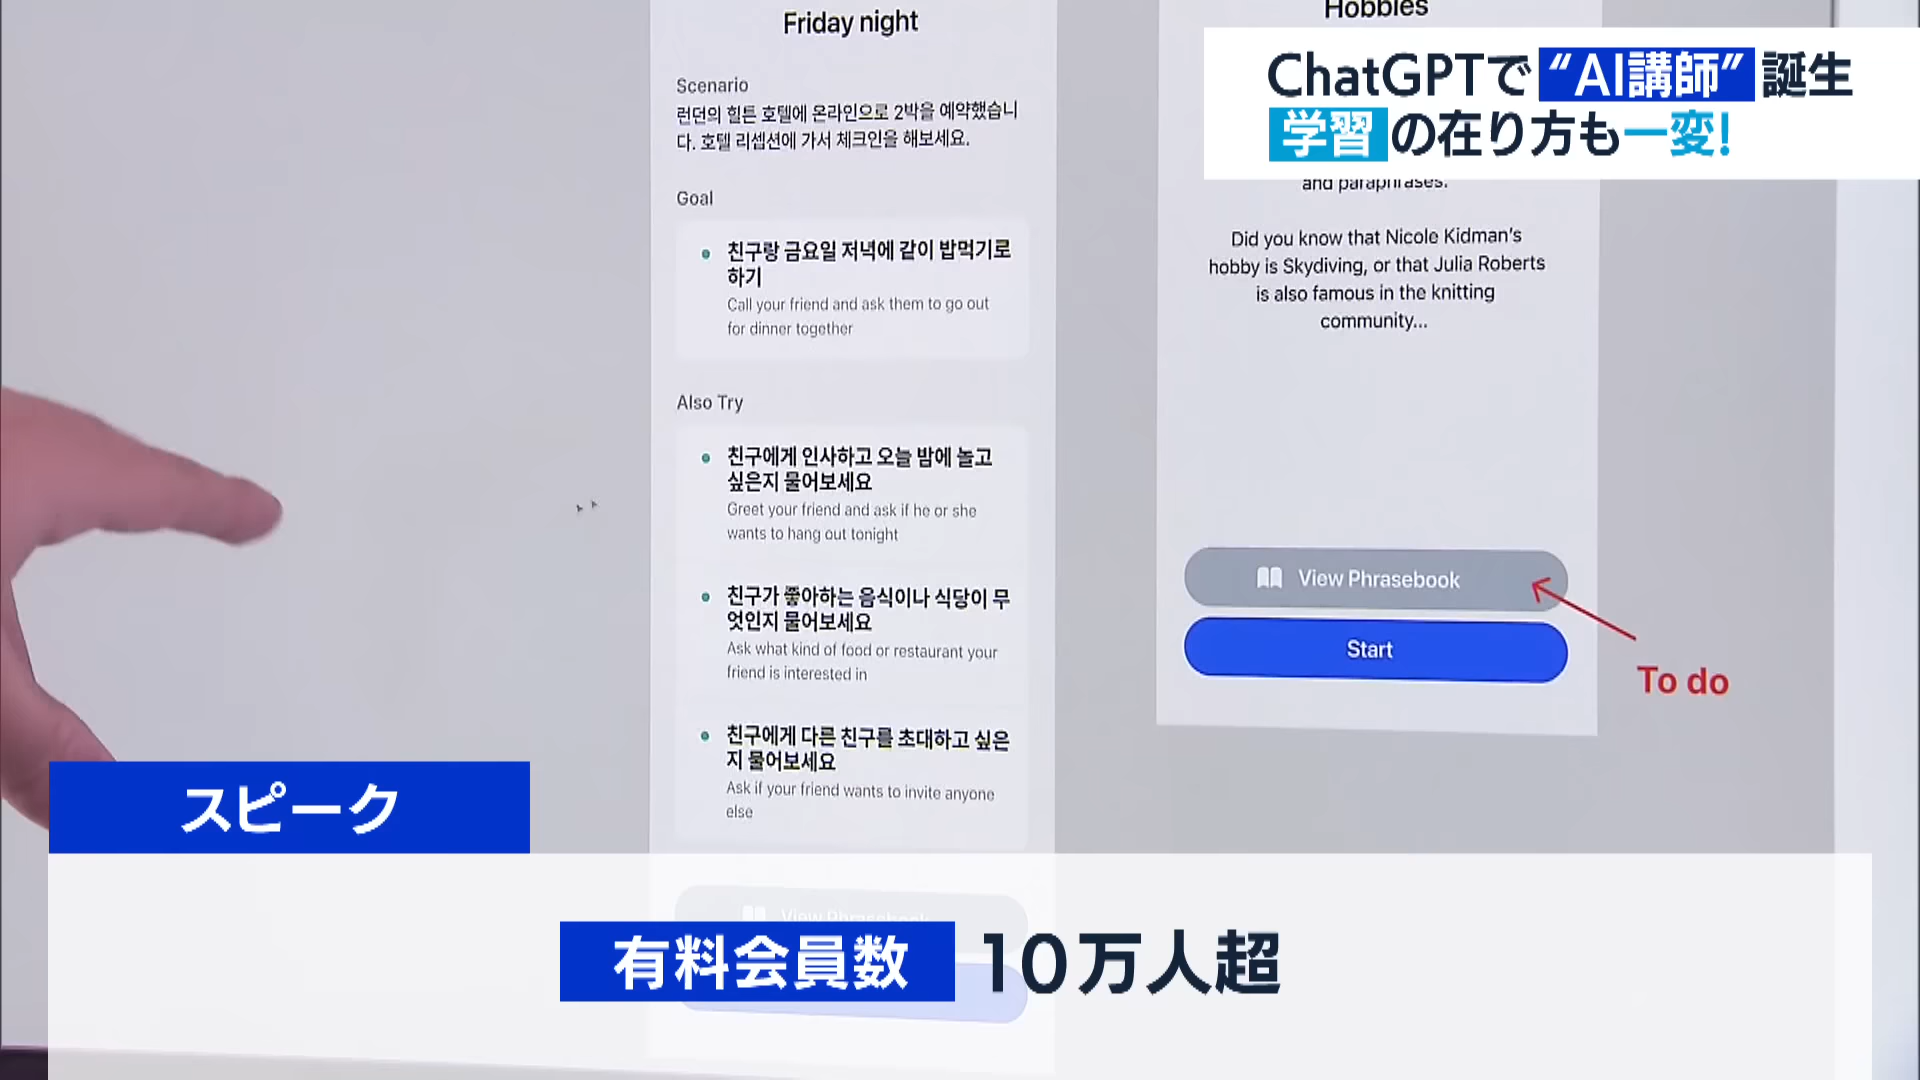 Friday night
Scenario
런던의 힐튼 호텔에 온라인으로 2박을 예약했습니
다. 호텔 리셉션에 가서 체크인을 해보세요.
Goal
친구랑 금요일 저녁에 같이 밥먹기로
하기
Call your friend and ask them to go out
for dinner together
Also Try
친구에게 인사하고 오늘 밤에 놀고
싶은지 물어보세요
Greet your friend and ask if he or she
wants to hang out tonight
친구가 좋아하는 음식이나 식당이 무
엇인지 물어보세요
Ask what kind of food or restaurant your
friend is interested in
친구에게 다른 친구를 초대하고 싶은
지 물어보세요
Ask if your friend wants to invite anyone
else
View Phrasebook
Hobbies
ChatGPTで“AI講師”誕生
学習の在り方も一変!
and paraphrases.
Did you know that Nicole Kidman's
hobby is Skydiving, or that Julia Roberts
is also famous in the knitting
community...
View Phrasebook
Start
To do
スピーク
有料会員数 10万人超